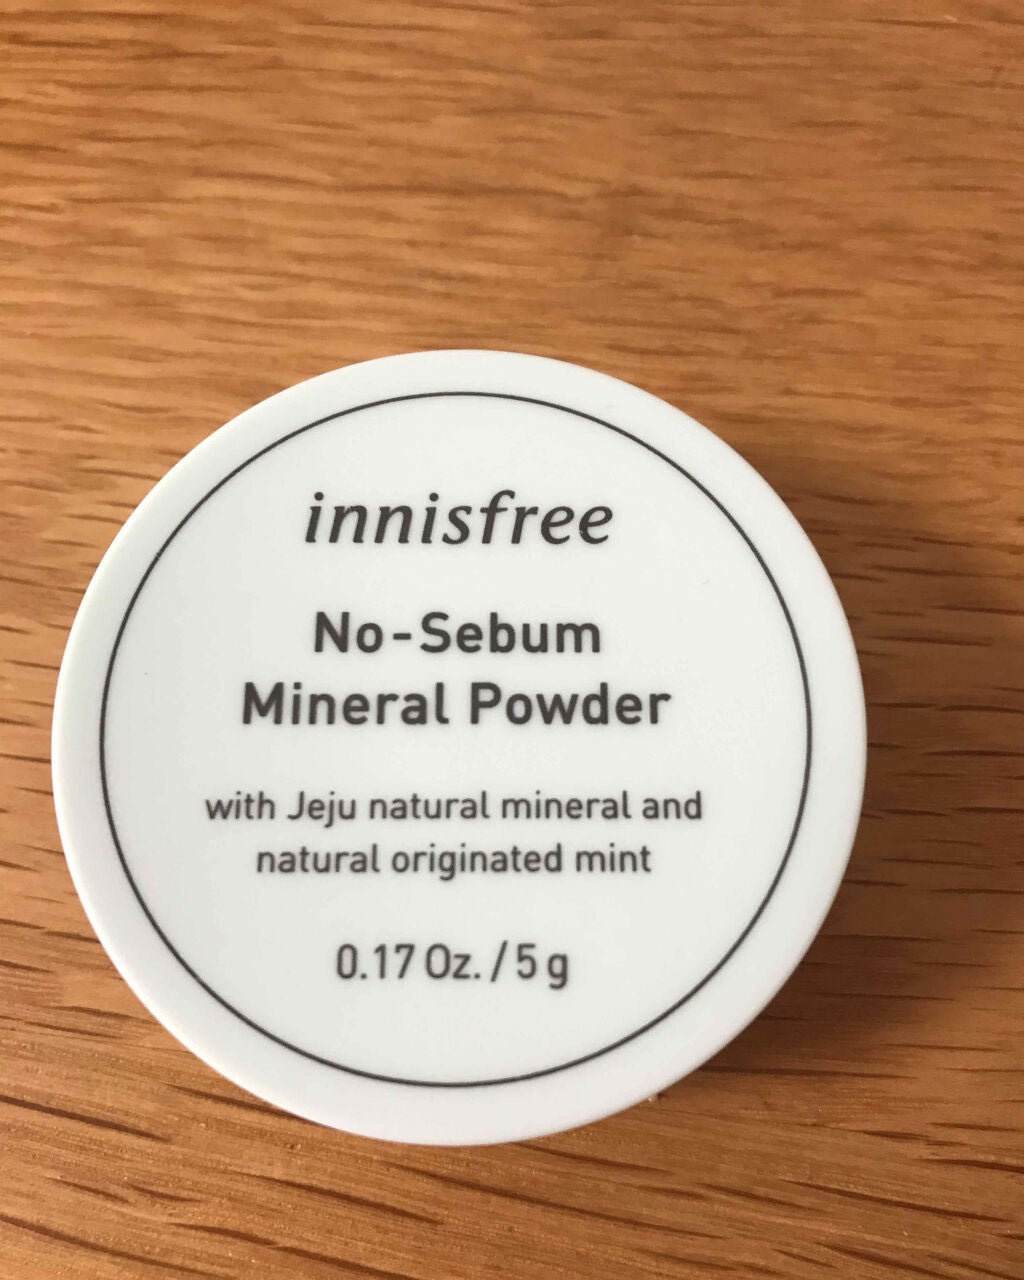 innisfree
No-Sebum
Mineral Powder
with Jeju natural mineral and
natural originated mint
0.17 Oz. / 5 g